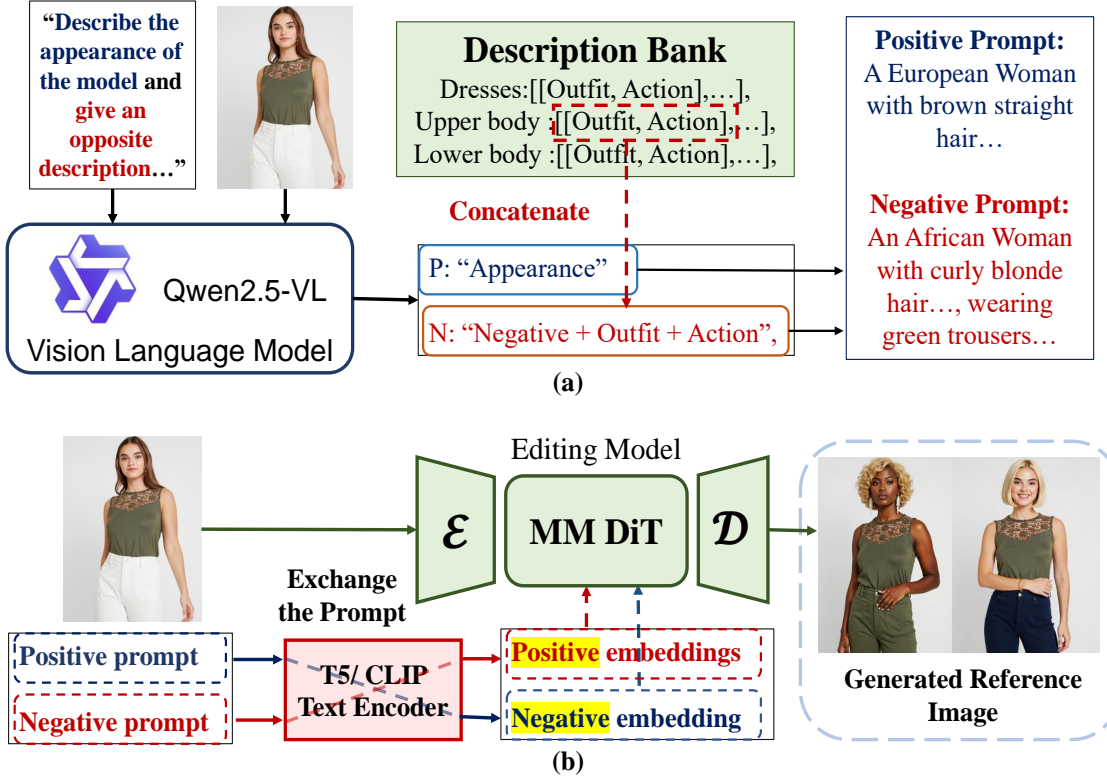 “Describe the
appearance of
the model and
give an
opposite
description…”
Qwen2.5-VL
Vision Language Model
Description Bank
Dresses:[[Outfit, Action],…],
Upper body :[[Outfit, Action],…],
Lower body :[[Outfit, Action],…],
Concatenate
P: “Appearance”
N: “Negative + Outfit + Action”,
Positive Prompt:
A European Woman
with brown straight
hair…
Negative Prompt:
An African Woman
with curly blonde
hair…, wearing
green trousers…
(a)
Editing Model
ℰ
MM DiT
𝒟
Exchange
the Prompt
Positive prompt
Negative prompt
T5/ CLIP
Text Encoder
Positive embeddings
Negative embedding
Generated Reference
Image
(b)